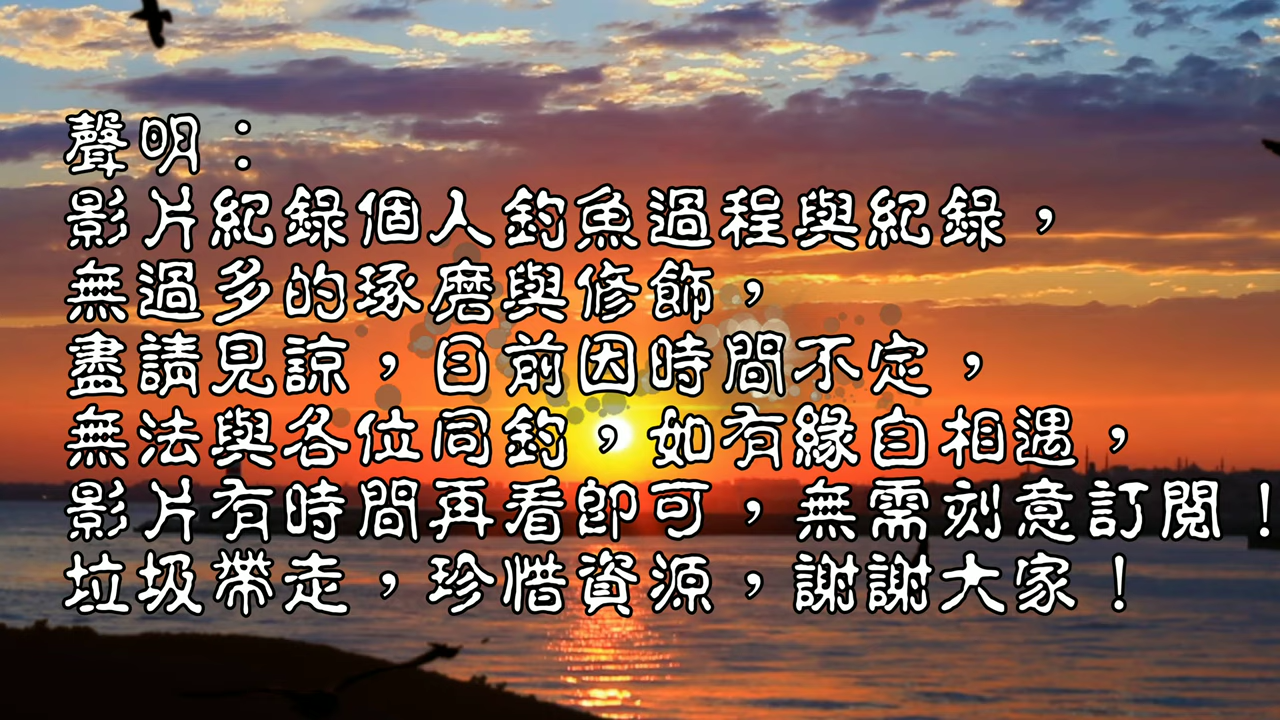 聲明：
影片紀錄個人釣魚過程與紀錄，
無過多的琢磨與修飾，
盡請見諒，目前因時間不定，
無法與各位同釣，如有緣自相遇，
影片有時間再看即可，無需刻意訂閱！
垃圾帶走，珍惜資源，謝謝大家！